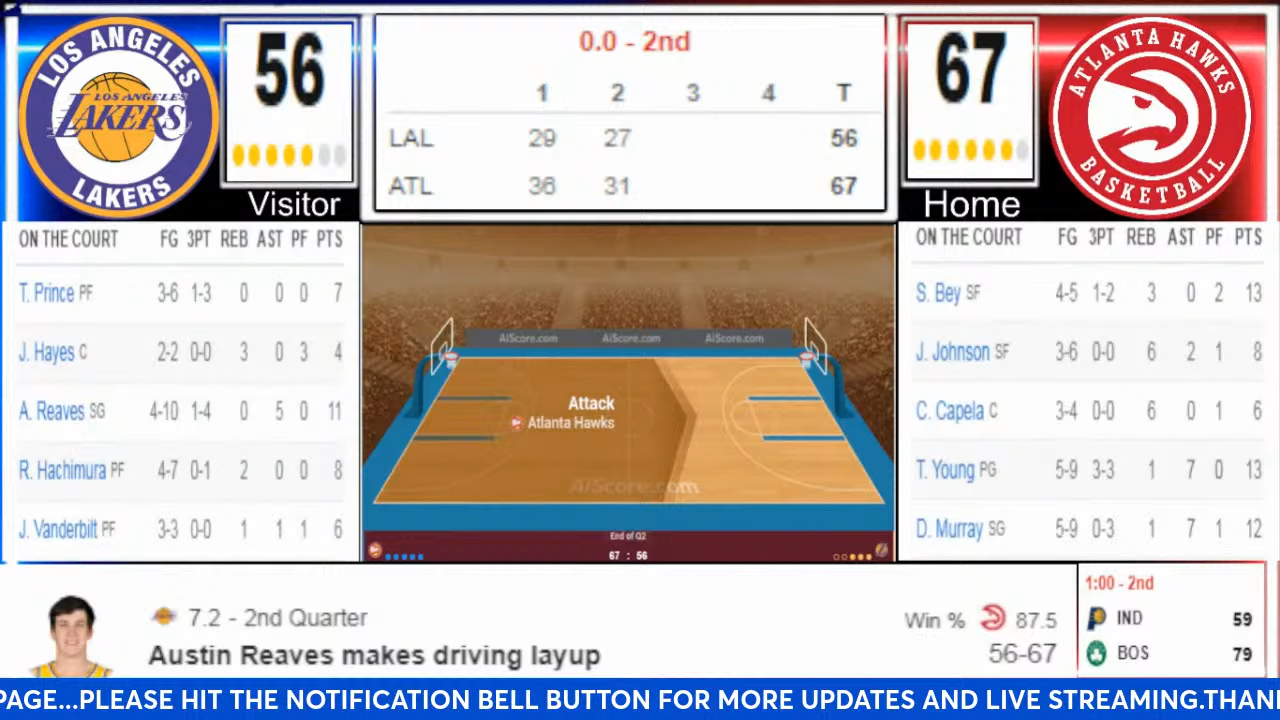 LOS ANGELES
LOS ANGELES
LAKERS
LAKERS
56
Visitor
0.0 - 2nd
1 2 3 4 T
LAL 29 27 56
ATL 36 31 67
67
Home
ATLANTA HAWKS
BASKETBALL
ON THE COURT FG 3PT REB AST PF PTS
T. Prince PF 3-6 1-3 0 0 0 7
J. Hayes C 2-2 0-0 3 0 3 4
A. Reaves SG 4-10 1-4 0 5 0 11
R. Hachimura PF 4-7 0-1 2 0 0 8
J. Vanderbilt PF 3-3 0-0 1 1 1 6
AiScore.com AiScore.com AiScore.com
Attack
Atlanta Hawks
AiScore.com
End of Q2
67 : 56
ON THE COURT FG 3PT REB AST PF PTS
S. Bey SF 4-5 1-2 3 0 2 13
J. Johnson SF 3-6 0-0 6 2 1 8
C. Capela C 3-4 0-0 6 0 1 6
T. Young PG 5-9 3-3 1 7 0 13
D. Murray SG 5-9 0-3 1 7 1 12
7.2 - 2nd Quarter
Austin Reaves makes driving layup
Win % 87.5
56-67
1:00 - 2nd
IND 59
BOS 79
PAGE...PLEASE HIT THE NOTIFICATION BELL BUTTON FOR MORE UPDATES AND LIVE STREAMING.THAN